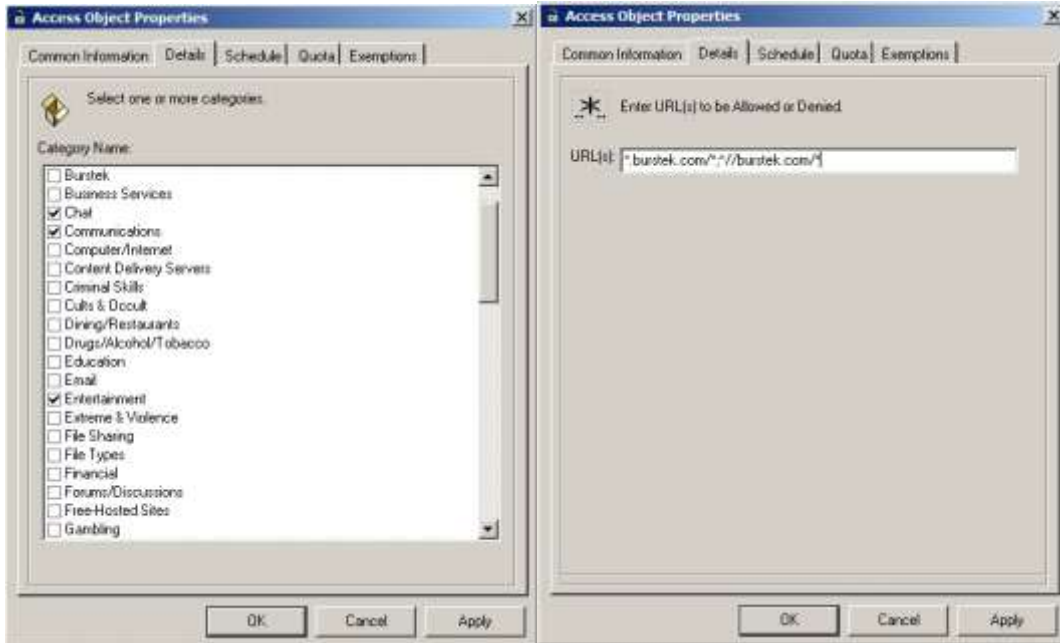 Access Object Properties
Common Information Details Schedule Quota Exemptions
Select one or more categories.
Category Name:
Burstek
Business Services
Chat
Communications
Computer/Internet
Content Delivery Servers
Criminal Skills
Cults & Occult
Dining/Restaurants
Drugs/Alcohol/Tobacco
Education
Email
Entertainment
Extreme & Violence
File Sharing
File Types
Financial
Forums/Discussions
Free-Hosted Sites
Gambling
OK Cancel Apply
Access Object Properties
Common Information Details Schedule Quota Exemptions
Enter URL(s) to be Allowed or Denied.
URL(s): *.burstek.com/*;*//burstek.com/*
OK Cancel Apply